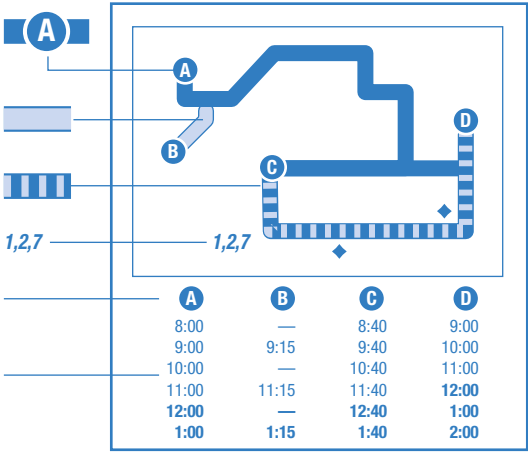 A
A
B
D
C
1,2,7 1,2,7
A B C D
8:00 — 8:40 9:00
9:00 9:15 9:40 10:00
10:00 — 10:40 11:00
11:00 11:15 11:40 12:00
12:00 — 12:40 1:00
1:00 1:15 1:40 2:00